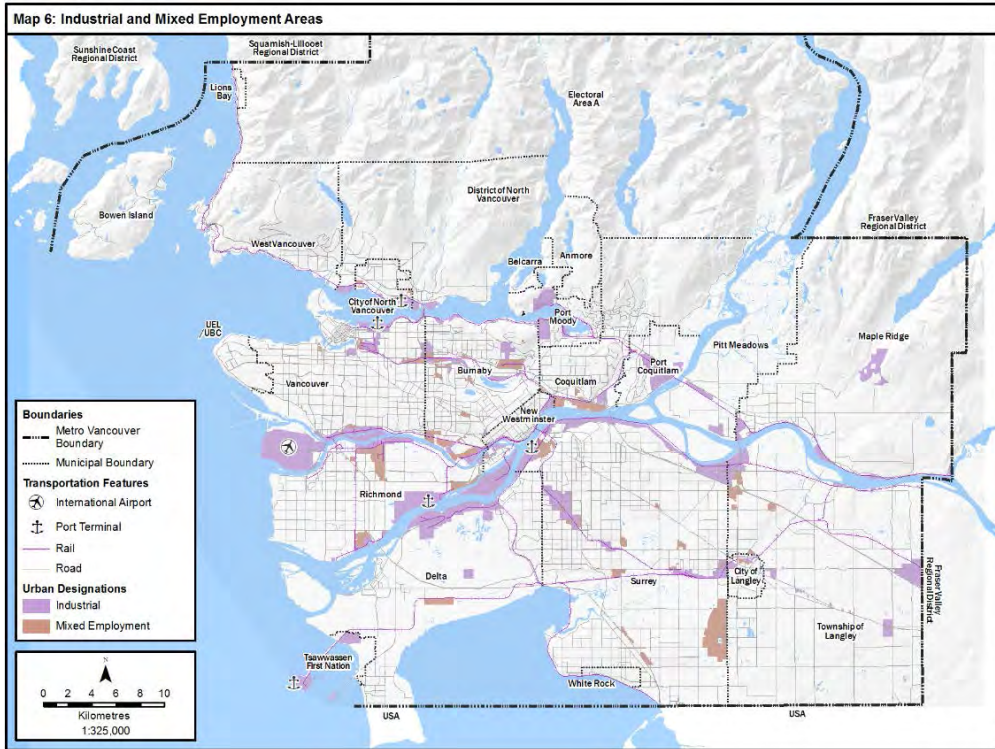 Map 6: Industrial and Mixed Employment Areas
Sunshine Coast
Regional District
Squamish-Lillooet
Regional District
Lions
Bay
Electoral
Area A
Bowen Island
District of North
Vancouver
Fraser Valley
Regional District
West Vancouver
Belcarra
Anmore
City of North
Vancouver
Port
Moody
UEL
/UBC
Pitt Meadows
Maple Ridge
Port
Coquitlam
Vancouver
Burnaby
Coquitlam
New
Westminster
Boundaries
Metro Vancouver
Boundary
Municipal Boundary
Transportation Features
International Airport
Port Terminal
Rail
Road
Urban Designations
Industrial
Mixed Employment
Richmond
Delta
Surrey
City of
Langley
Fraser Valley
Regional District
Township of
Langley
Tsawwassen
First Nation
White Rock
USA
USA
N
0 2 4 6 8 10
Kilometres
1:325,000